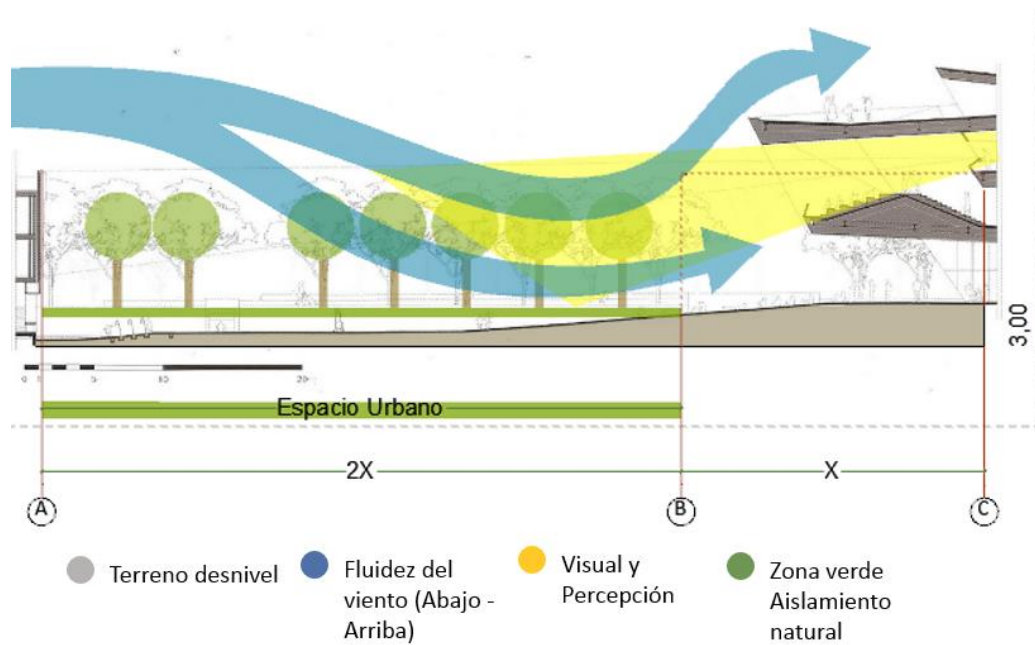 3,00
0
5
10
20
Espacio Urbano
2X
X
A
B
C
Terreno desnivel
Fluidez del
viento (Abajo -
Arriba)
Visual y
Percepción
Zona verde
Aislamiento
natural